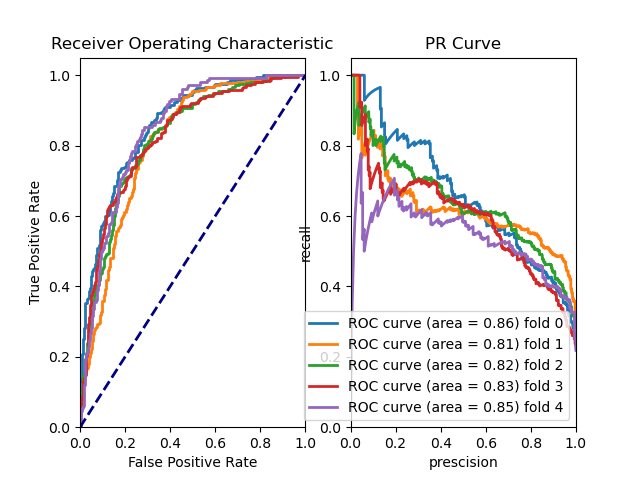 Receiver Operating Characteristic
PR Curve
True Positive Rate
1.0
0.8
0.6
0.4
0.2
0.0
0.0 0.2 0.4 0.6 0.8 1.0
False Positive Rate
recall
1.0
0.8
0.6
0.4
0.2
0.0
0.0 0.2 0.4 0.6 0.8 1.0
prescision
ROC curve (area = 0.86) fold 0
ROC curve (area = 0.81) fold 1
ROC curve (area = 0.82) fold 2
ROC curve (area = 0.83) fold 3
ROC curve (area = 0.85) fold 4